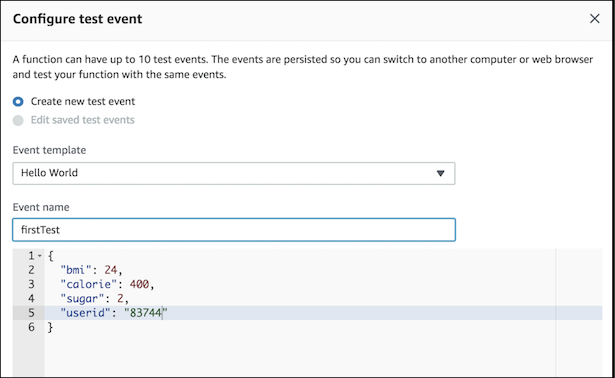 Configure test event
A function can have up to 10 test events. The events are persisted so you can switch to another computer or web browser
and test your function with the same events.
Create new test event
Edit saved test events
Event template
Hello World
Event name
firstTest
1 {
2 "bmi": 24,
3 "calorie": 400,
4 "sugar": 2,
5 "userid": "83744"
6 }